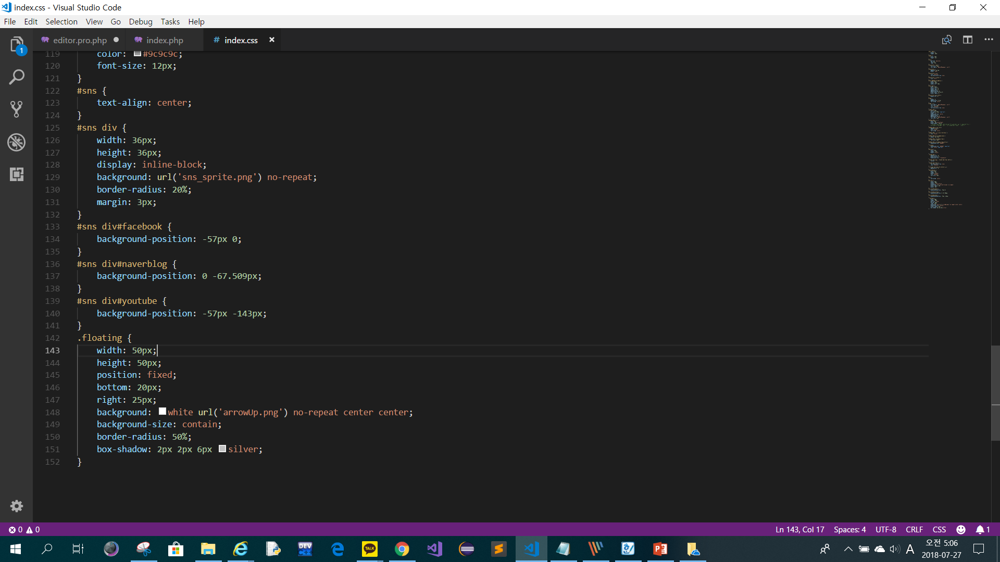 index.css - Visual Studio Code
File Edit Selection View Go Debug Tasks Help
editor.pro.php index.php # index.css
1
119 color: #9c9c9c;
120 font-size: 12px;
121 }
122 #sns {
123 text-align: center;
124 }
125 #sns div {
126 width: 36px;
127 height: 36px;
128 display: inline-block;
129 background: url('sns_sprite.png') no-repeat;
130 border-radius: 20%;
131 margin: 3px;
132 }
133 #sns div#facebook {
134 background-position: -57px 0;
135 }
136 #sns div#naverblog {
137 background-position: 0 -67.509px;
138 }
139 #sns div#youtube {
140 background-position: -57px -143px;
141 }
142 .floating {
143 width: 50px;
144 height: 50px;
145 position: fixed;
146 bottom: 20px;
147 right: 25px;
148 background: white url('arrowUp.png') no-repeat center center;
149 background-size: contain;
150 border-radius: 50%;
151 box-shadow: 2px 2px 6px silver;
152 }
0 0 Ln 143, Col 17 Spaces: 4 UTF-8 CRLF CSS 1
DEV
TALK
A
오전 5:06
2018-07-27